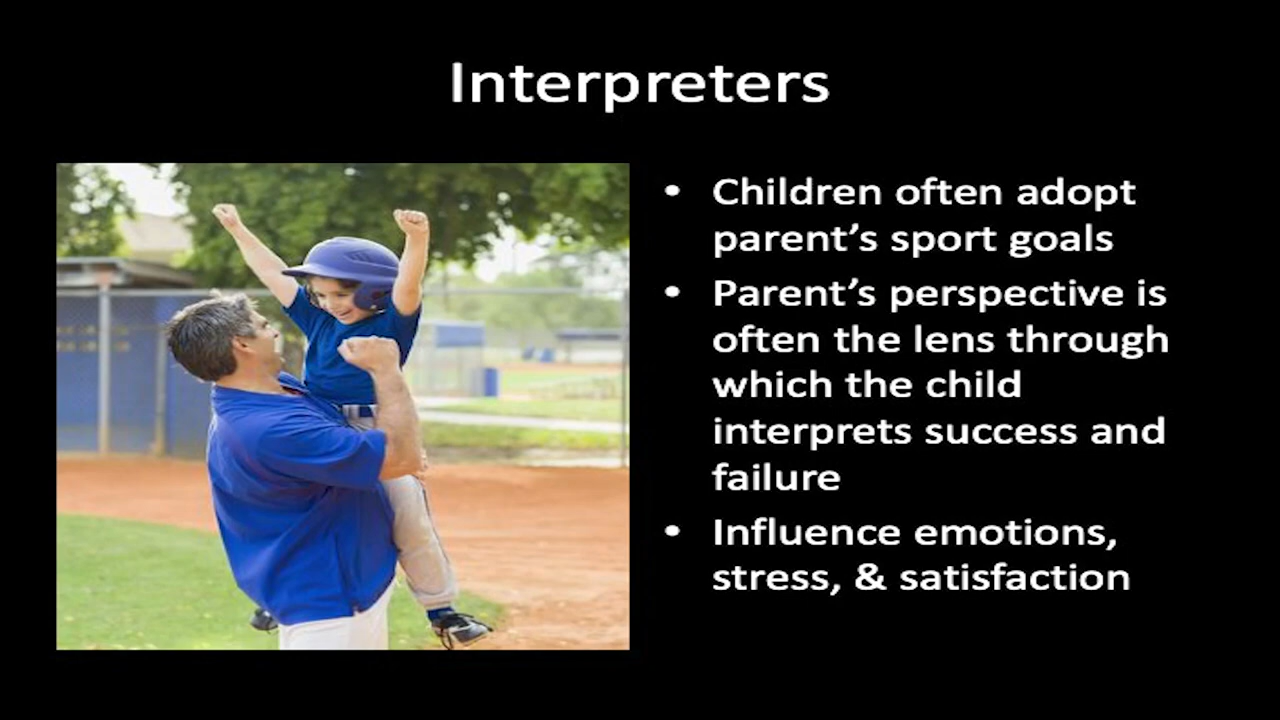 Interpreters
• Children often adopt
parent’s sport goals
• Parent’s perspective is
often the lens through
which the child
interprets success and
failure
• Influence emotions,
stress, & satisfaction